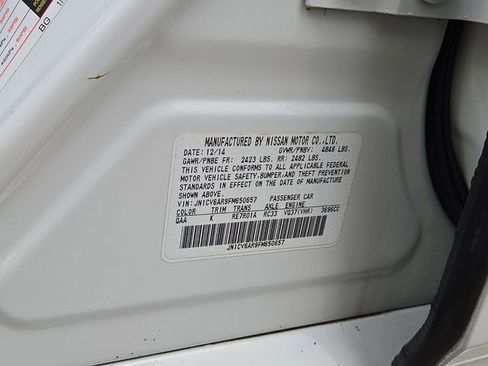 MANUFACTURED BY NISSAN MOTOR CO.,LTD.
DATE: 12/14 GVWR/PNBV: 4846 LBS.
GAWR/PNBE FR: 2423 LBS. RR: 2482 LBS.
THIS VEHICLE CONFORMS TO ALL APPLICABLE FEDERAL
MOTOR VEHICLE SAFETY,BUMPER,AND THEFT PREVENTION
STANDARDS IN EFFECT ON THE DATE OF MANUFACTURE
SHOWN ABOVE.
VIN: JN1CV6AR9FM650657 PASSENGER CAR
COLOR TRIM TRANS AXLE ENGINE
QAA K RE7R01A RC33 VQ37(VHR) 3696CC
JN1CV6AR9FM650657